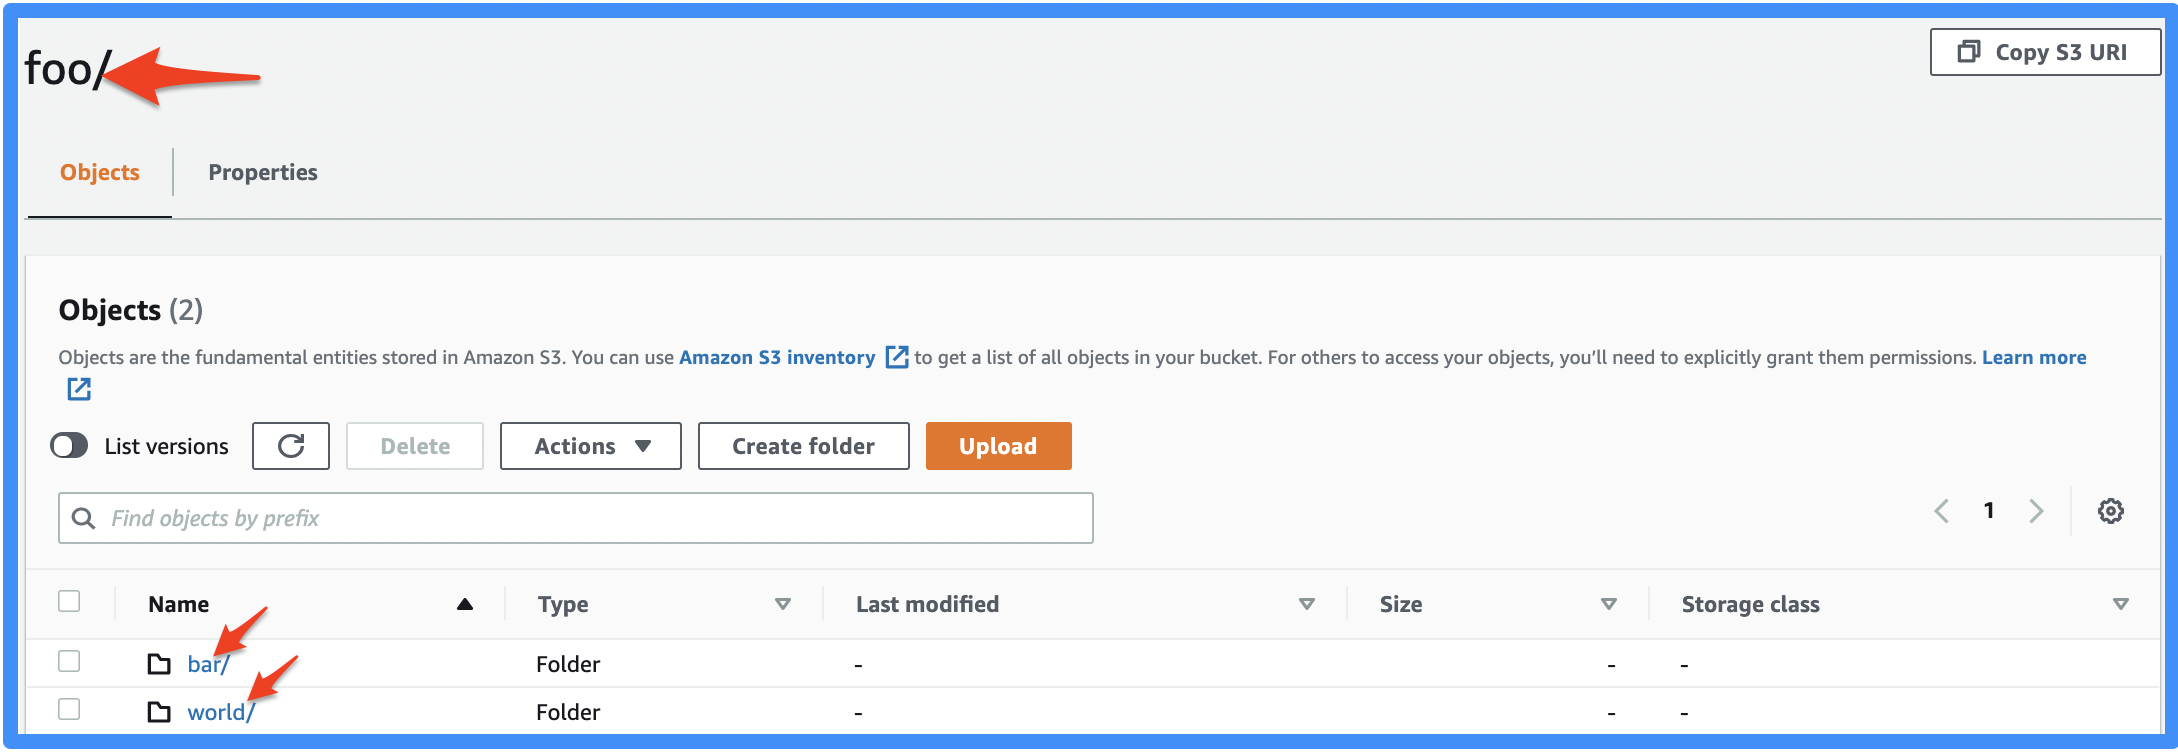 foo/
Copy S3 URI
Objects
Properties
Objects (2)
Objects are the fundamental entities stored in Amazon S3. You can use Amazon S3 inventory to get a list of all objects in your bucket. For others to access your objects, you’ll need to explicitly grant them permissions. Learn more
List versions
Delete
Actions
Create folder
Upload
Find objects by prefix
1
Name Type Last modified Size Storage class
bar/ Folder - - -
world/ Folder - - -